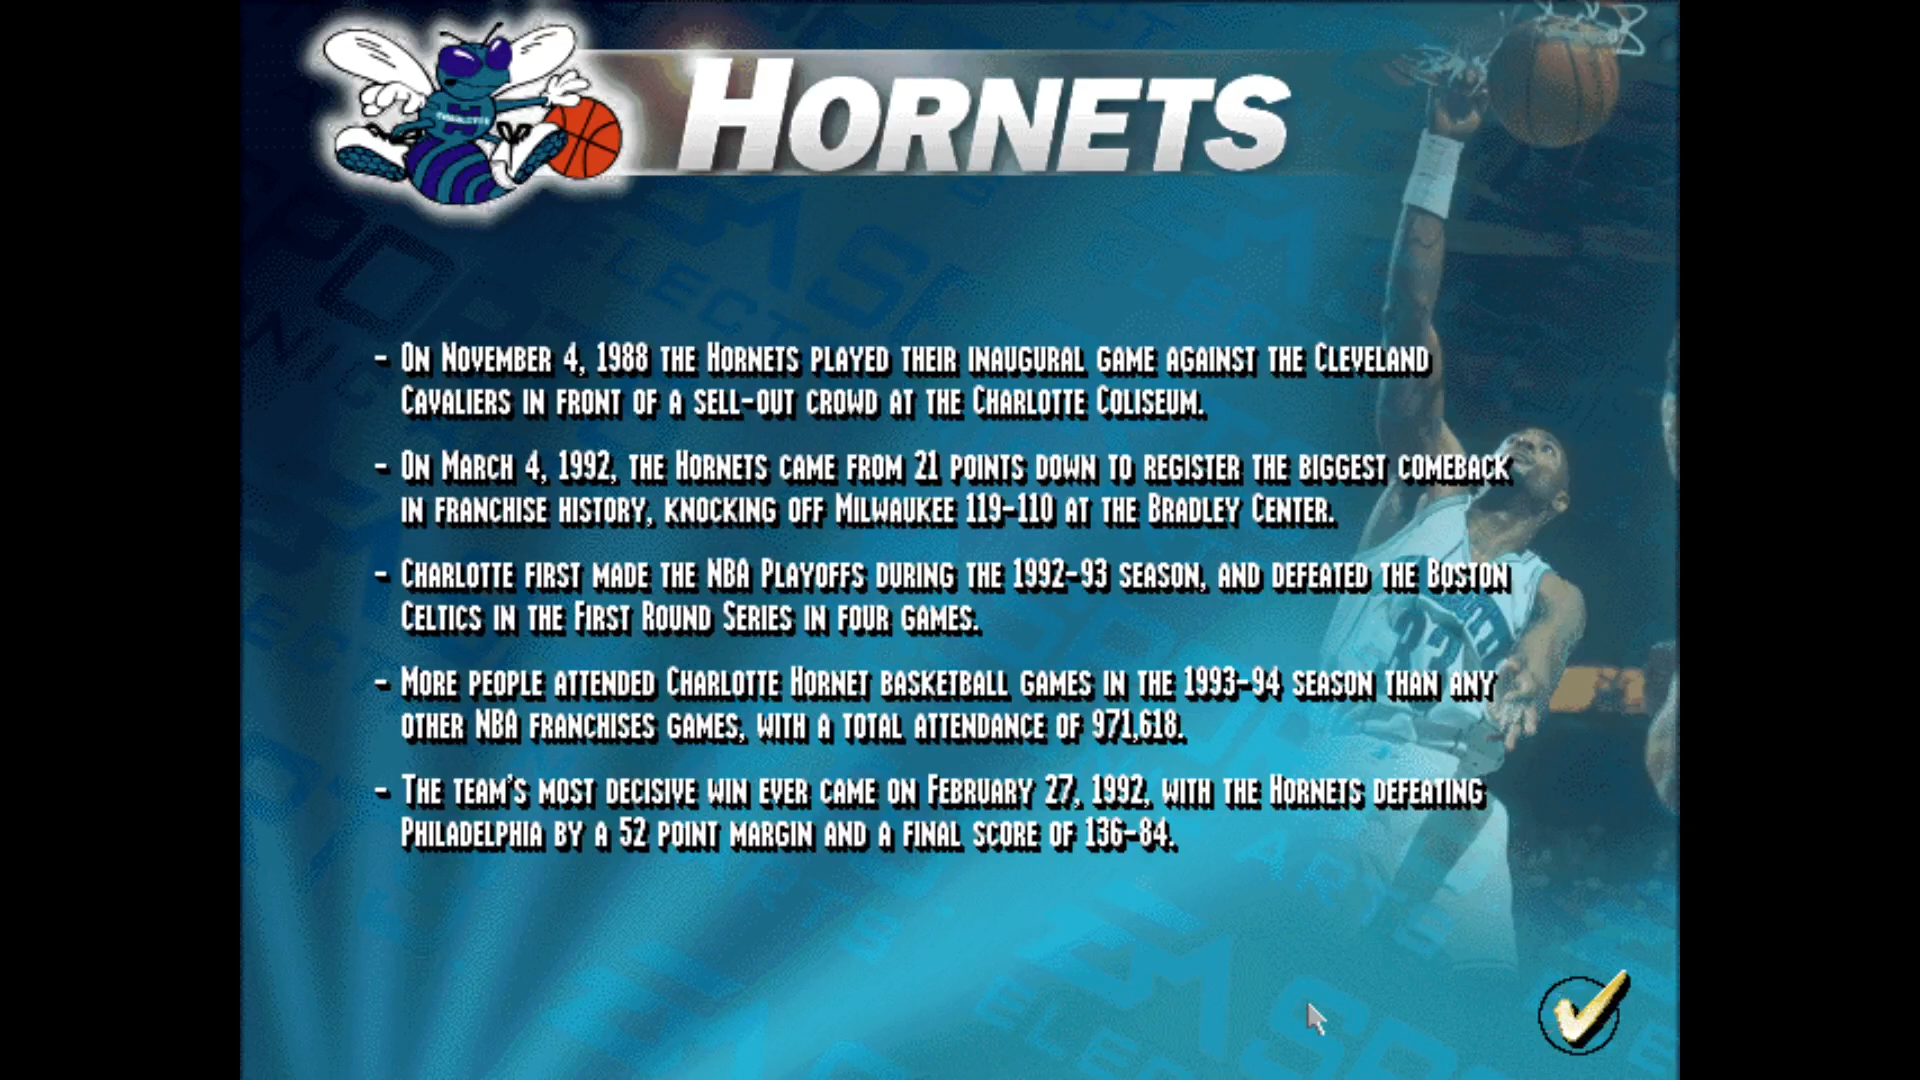 HORNETS
CHARLOTTE
- ON NOVEMBER 4, 1988 THE HORNETS PLAYED THEIR INAUGURAL GAME AGAINST THE CLEVELAND
CAVALIERS IN FRONT OF A SELL-OUT CROWD AT THE CHARLOTTE COLISEUM.
- ON MARCH 4, 1992, THE HORNETS CAME FROM 21 POINTS DOWN TO REGISTER THE BIGGEST COMEBACK
IN FRANCHISE HISTORY, KNOCKING OFF MILWAUKEE 119-110 AT THE BRADLEY CENTER.
- CHARLOTTE FIRST MADE THE NBA PLAYOFFS DURING THE 1992-93 SEASON, AND DEFEATED THE BOSTON
CELTICS IN THE FIRST ROUND SERIES IN FOUR GAMES.
- MORE PEOPLE ATTENDED CHARLOTTE HORNET BASKETBALL GAMES IN THE 1993-94 SEASON THAN ANY
OTHER NBA FRANCHISES GAMES, WITH A TOTAL ATTENDANCE OF 971,618.
- THE TEAM'S MOST DECISIVE WIN EVER CAME ON FEBRUARY 27, 1992, WITH THE HORNETS DEFEATING
PHILADELPHIA BY A 52 POINT MARGIN AND A FINAL SCORE OF 136-84.